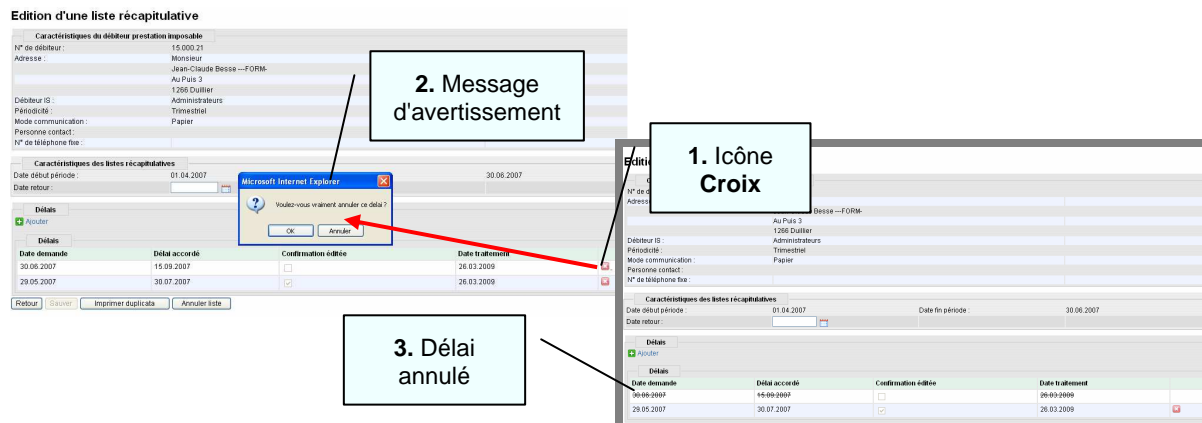 Edition d'une liste récapitulative
Caractéristiques du débiteur prestation imposable
N° de débiteur : 15.000.21
Adresse : Monsieur
Jean-Claude Besse ---FORM-
Au Puis 3
1266 Duillier
Débiteur IS : Administrateurs
Périodicité : Trimestriel
Mode communication : Papier
Personne contact :
N° de téléphone fixe :
Caractéristiques des listes récapitulatives
Date début période : 01.04.2007 30.06.2007
Date retour :
Délais
Ajouter
Délais
Date demande Délai accordé Confirmation éditée Date traitement
30.06.2007 15.09.2007 26.03.2009
29.05.2007 30.07.2007 26.03.2009
Retour Sauver Imprimer duplicata Annuler liste
Microsoft Internet Explorer
Voulez-vous vraiment annuler ce delai ?
OK Annuler
2. Message
d'avertissement
1. Icône
Croix
3. Délai
annulé
Editi
N° de d
Adress
Besse ---FORM-
Au Puis 3
1266 Duillier
Débiteur IS : Administrateurs
Périodicité : Trimestriel
Mode communication : Papier
Personne contact :
N° de téléphone fixe :
Caractéristiques des listes récapitulatives
Date début période : 01.04.2007 Date fin période : 30.06.2007
Date retour :
Délais
Ajouter
Délais
Date demande Délai accordé Confirmation éditée Date traitement
30.06.2007 15.09.2007 26.03.2009
29.05.2007 30.07.2007 26.03.2009